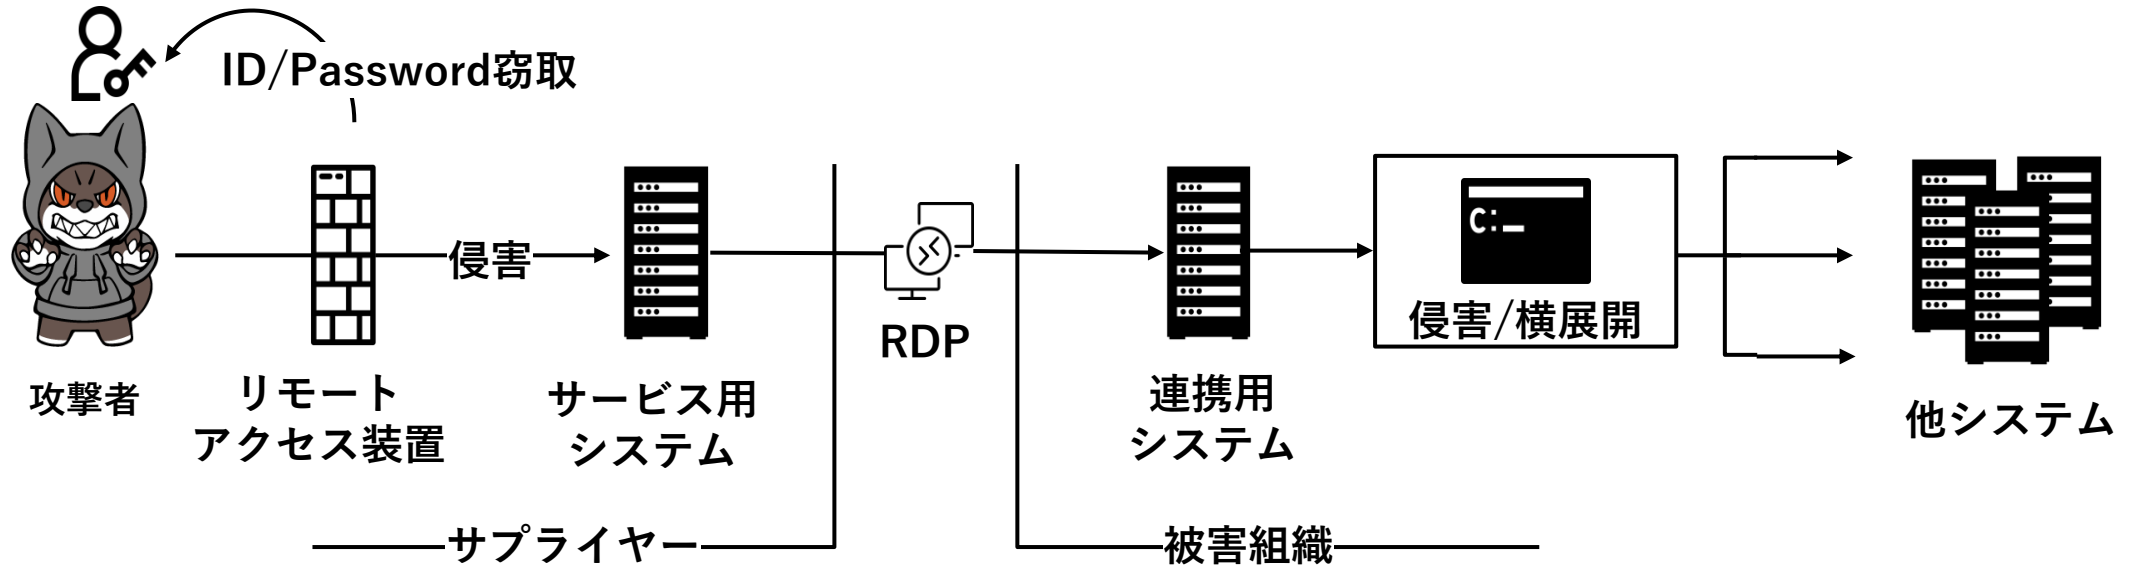 ID/Password窃取
侵害
RDP
C:
侵害/横展開
攻撃者
リモート
アクセス装置
サービス用
システム
連携用
システム
他システム
サプライヤー
被害組織